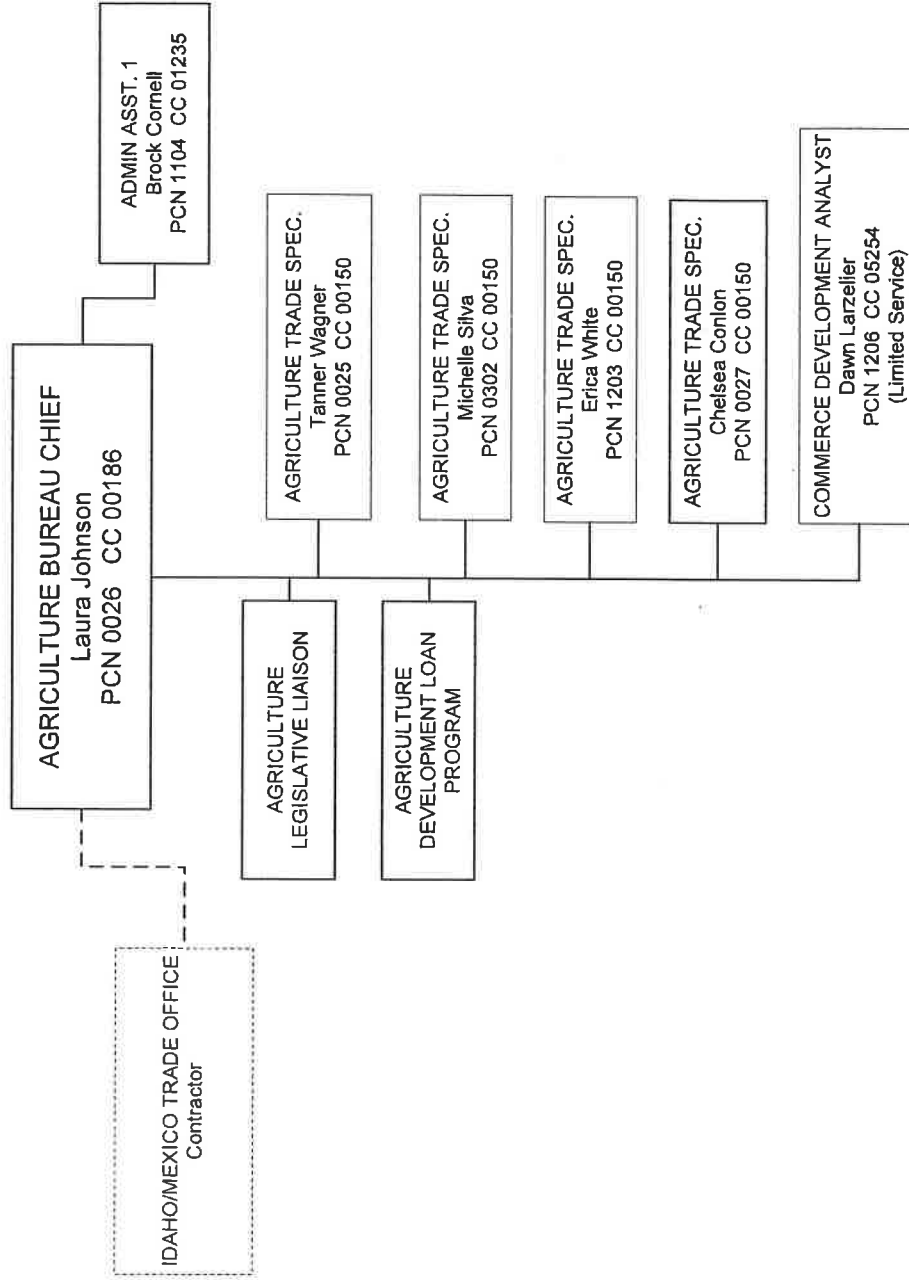 AGRICULTURE BUREAU CHIEF
Laura Johnson
PCN 0026 CC 00186
ADMIN ASST. 1
Brock Cornell
PCN 1104 CC 01235
IDAHO/MEXICO TRADE OFFICE
Contractor
AGRICULTURE
LEGISLATIVE LIAISON
AGRICULTURE
DEVELOPMENT LOAN
PROGRAM
AGRICULTURE TRADE SPEC.
Tanner Wagner
PCN 0025 CC 00150
AGRICULTURE TRADE SPEC.
Michelle Silva
PCN 0302 CC 00150
AGRICULTURE TRADE SPEC.
Erica White
PCN 1203 CC 00150
AGRICULTURE TRADE SPEC.
Chelsea Conlon
PCN 0027 CC 00150
COMMERCE DEVELOPMENT ANALYST
Dawn Larzelier
PCN 1206 CC 05254
(Limited Service)